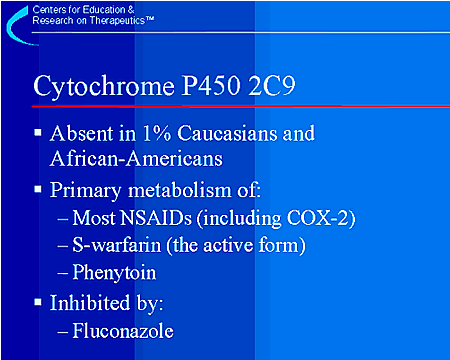 Centers for Education &
Research on Therapeutics™
Cytochrome P450 2C9
▪ Absent in 1% Caucasians and
African-Americans
▪ Primary metabolism of:
– Most NSAIDs (including COX-2)
– S-warfarin (the active form)
– Phenytoin
▪ Inhibited by:
– Fluconazole